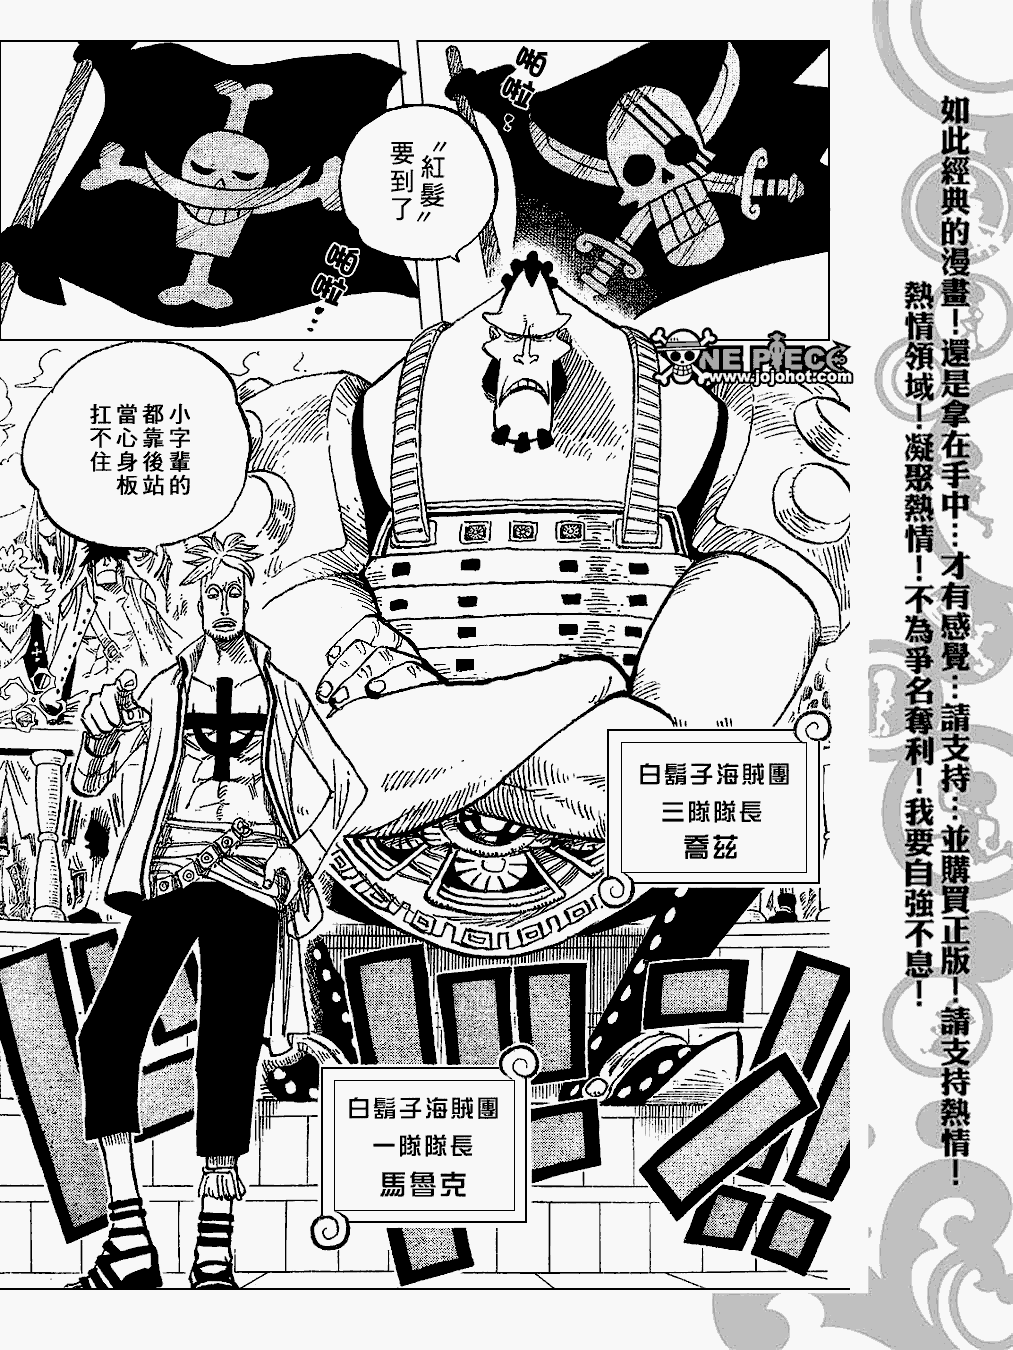 啪啦！
"紅髮"
要到了
啪啦…
小字輩的
都靠後站
當心身板
扛不住
ONE PIECE
www.jojohot.com
白鬍子海賊團
三隊隊長
喬茲
白鬍子海賊團
一隊隊長
馬魯克
如此經典的漫畫！還是拿在手中…才有感覺…請支持…並購買正版！請支持熱情！
熱情領域！凝聚熱情！不為爭名奪利！我要自強不息！